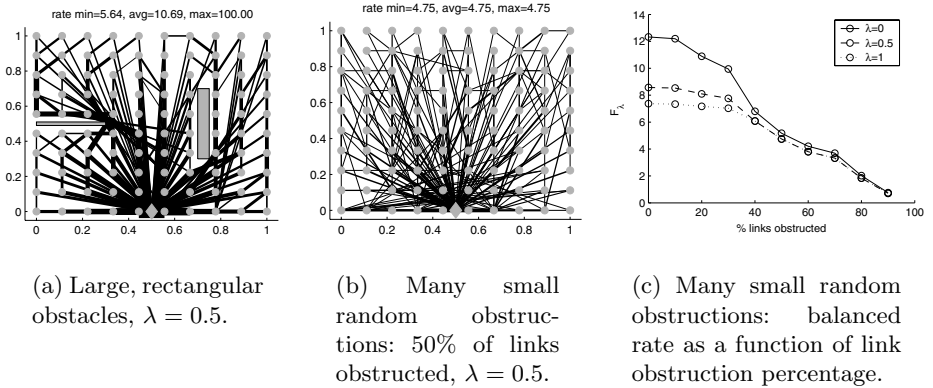 rate min=5.64, avg=10.69, max=100.00
1
0.8
0.6
0.4
0.2
0
0 0.2 0.4 0.6 0.8 1
(a) Large, rectangular
obstacles, λ = 0.5.
rate min=4.75, avg=4.75, max=4.75
1
0.8
0.6
0.4
0.2
0
0 0.2 0.4 0.6 0.8 1
(b) Many small
random obstruc-
tions: 50% of links
obstructed, λ = 0.5.
14
12
10
8
6
4
2
0
Fλ
λ=0
λ=0.5
λ=1
0 20 40 60 80 100
% links obstructed
(c) Many small random
obstructions: balanced
rate as a function of link
obstruction percentage.